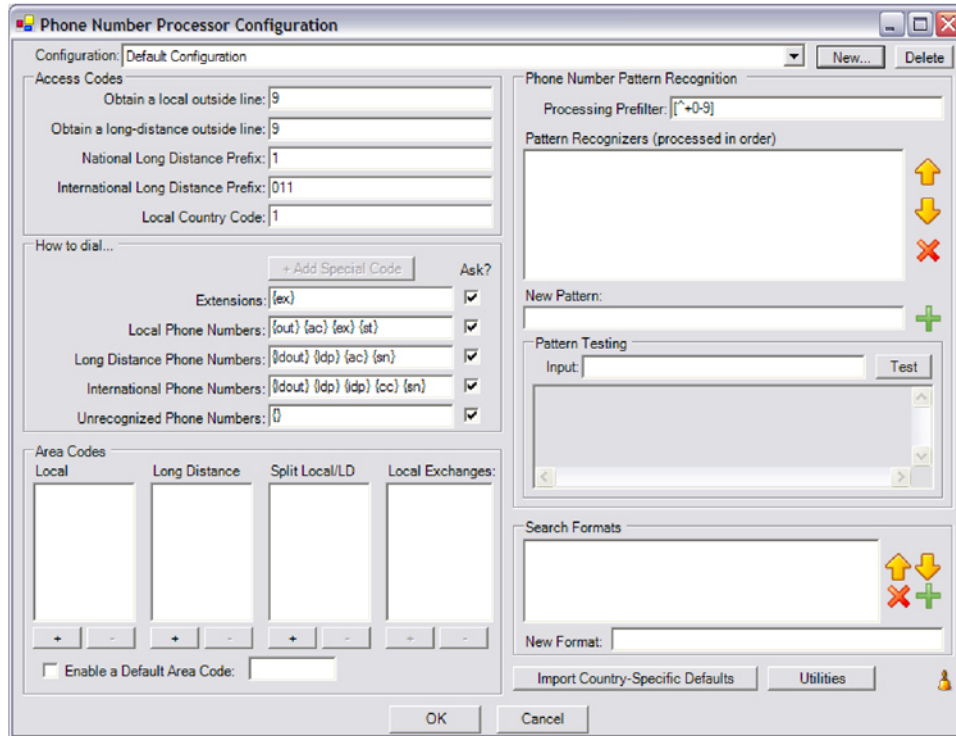 Phone Number Processor Configuration
Configuration: Default Configuration New... Delete
Access Codes
Obtain a local outside line: 9
Obtain a long-distance outside line: 9
National Long Distance Prefix: 1
International Long Distance Prefix: 011
Local Country Code: 1
How to dial...
+ Add Special Code Ask?
Extensions: {ex}
Local Phone Numbers: {out} {ac} {ex} {st}
Long Distance Phone Numbers: {ldout} {ldp} {ac} {sn}
International Phone Numbers: {ldout} {ldp} {idp} {cc} {sn}
Unrecognized Phone Numbers: {}
Area Codes
Local Long Distance Split Local/LD Local Exchanges:
+ - + - + - + -
Enable a Default Area Code:
Phone Number Pattern Recognition
Processing Prefilter: [^+0-9]
Pattern Recognizers (processed in order)
New Pattern:
Pattern Testing
Input: Test
Search Formats
New Format:
Import Country-Specific Defaults Utilities
OK Cancel